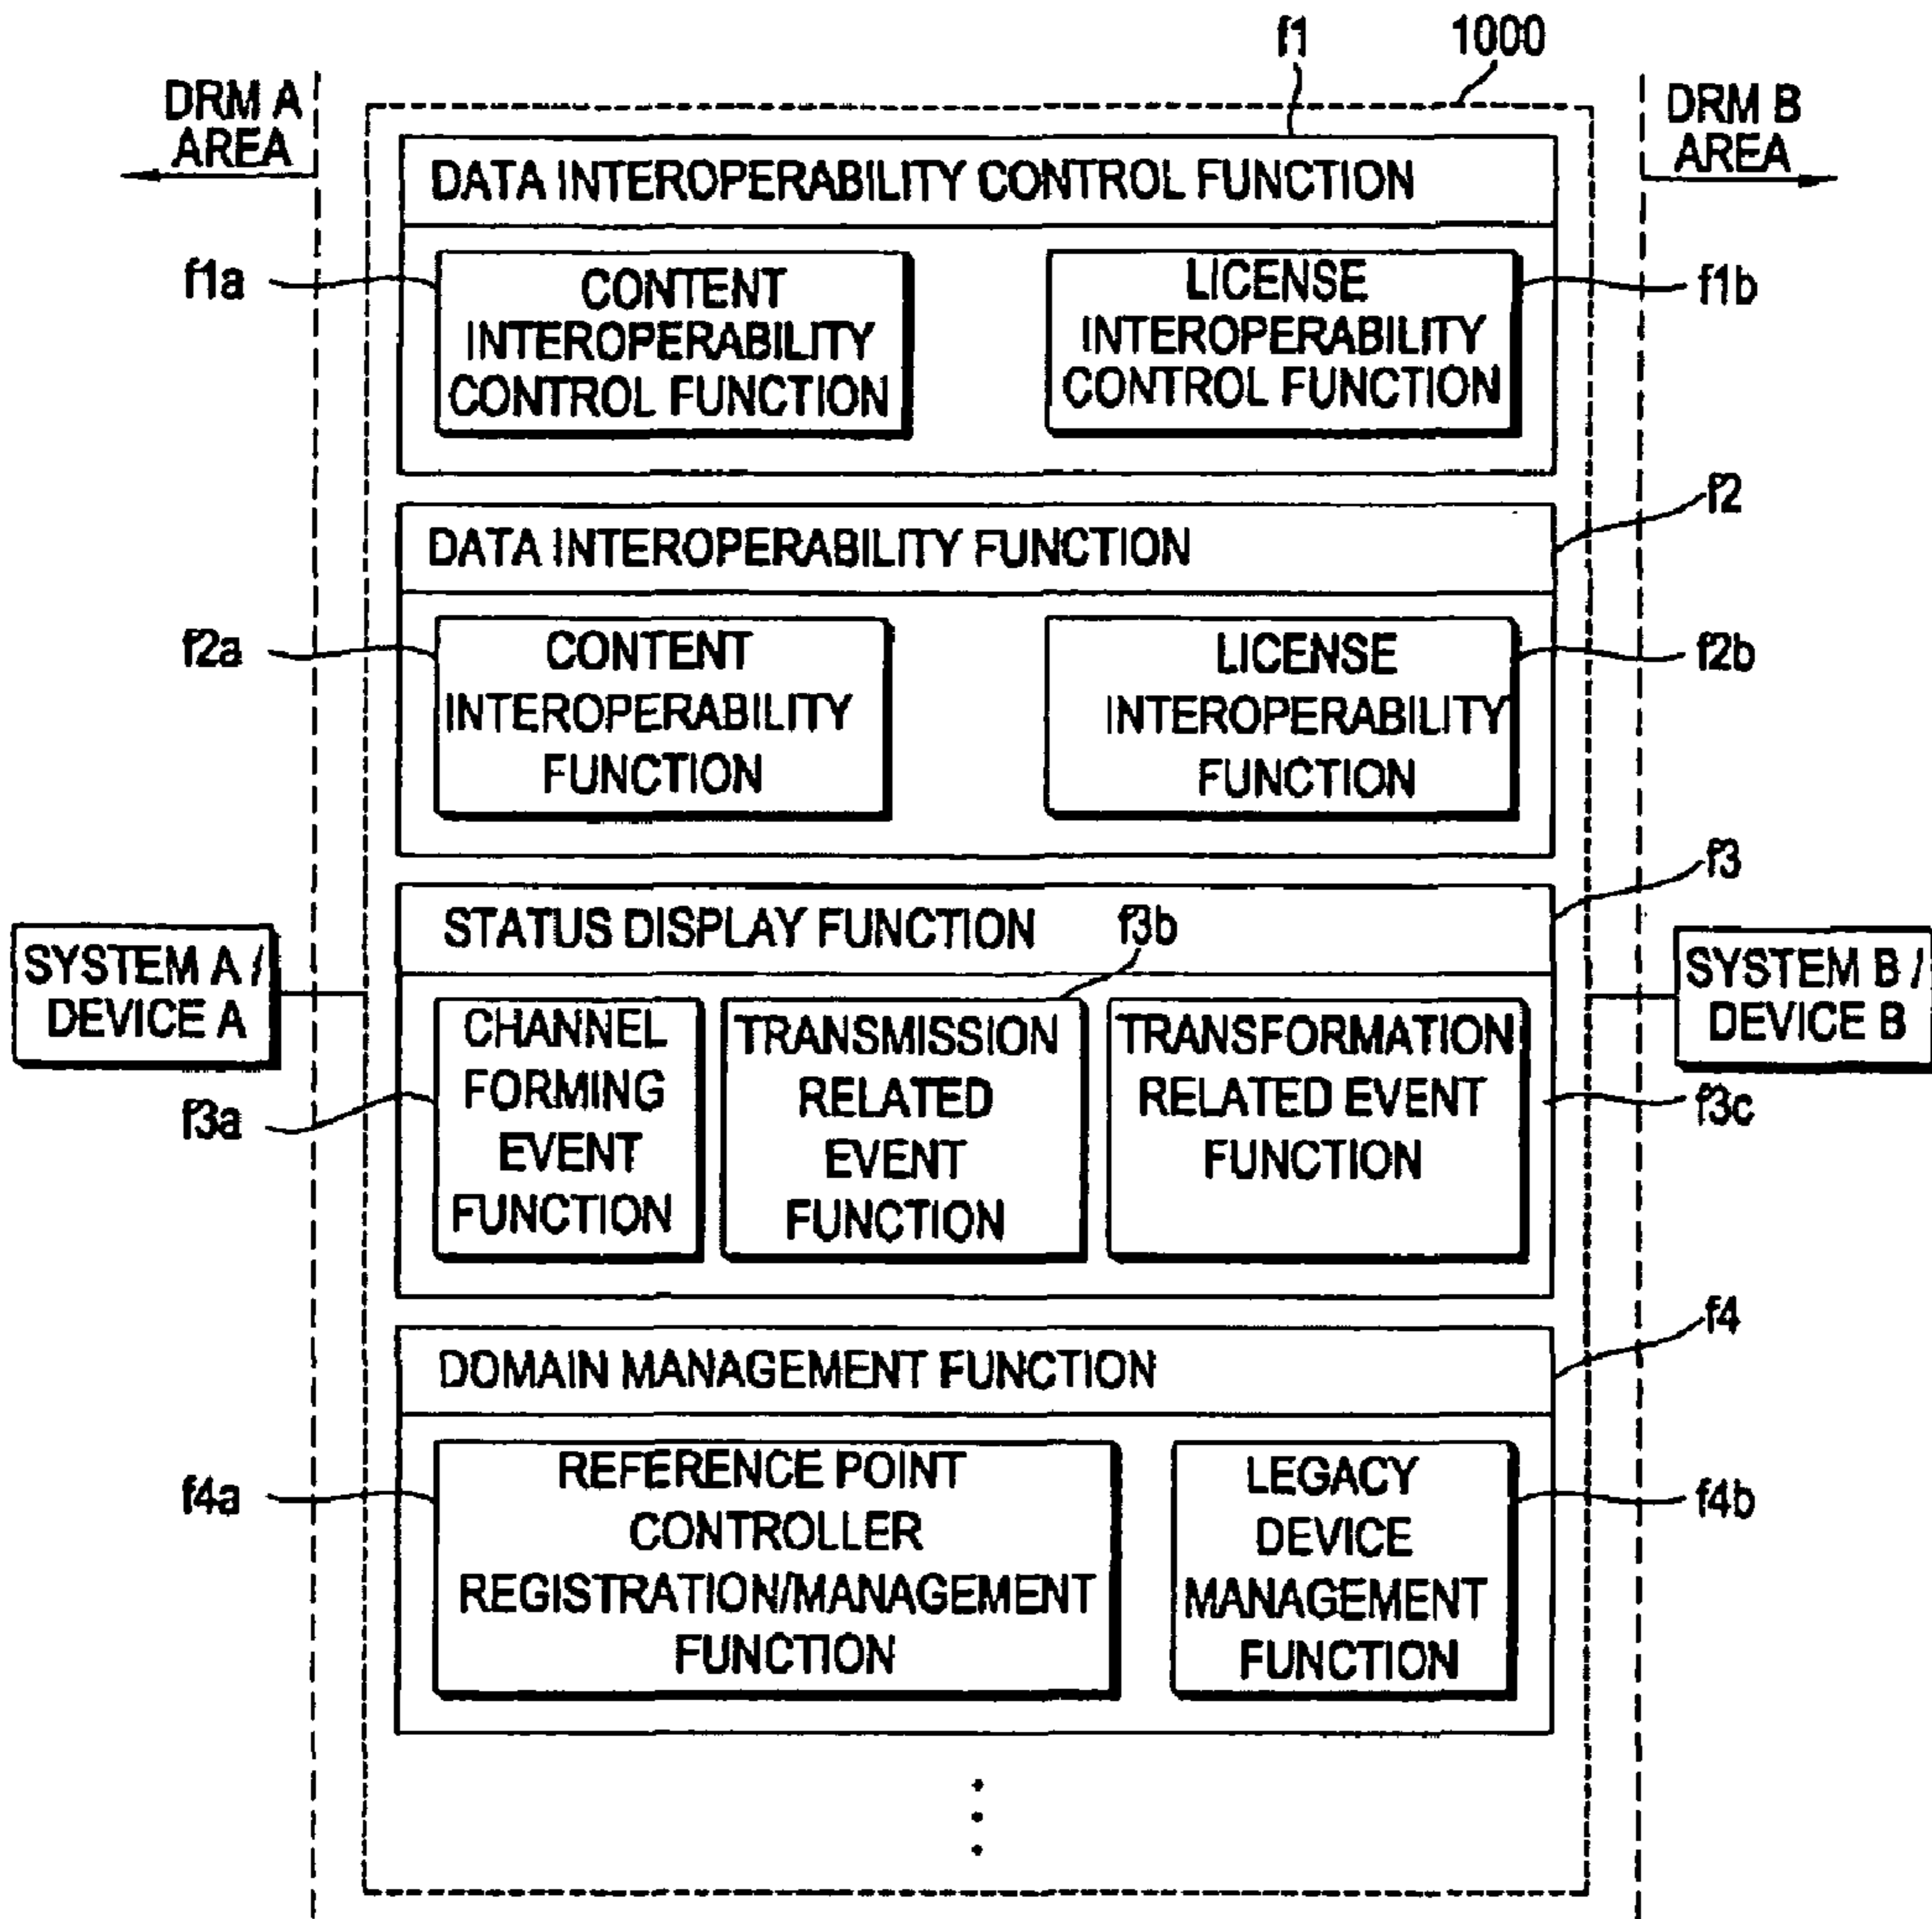 f1
1000
DRM A
AREA
DRM B
AREA
DATA INTEROPERABILITY CONTROL FUNCTION
f1a
CONTENT
INTEROPERABILITY
CONTROL FUNCTION
LICENSE
INTEROPERABILITY
CONTROL FUNCTION
f1b
f2
DATA INTEROPERABILITY FUNCTION
f2a
CONTENT
INTEROPERABILITY
FUNCTION
LICENSE
INTEROPERABILITY
FUNCTION
f2b
f3
STATUS DISPLAY FUNCTION
f3b
SYSTEM A /
DEVICE A
SYSTEM B /
DEVICE B
f3a
CHANNEL
FORMING
EVENT
FUNCTION
TRANSMISSION
RELATED
EVENT
FUNCTION
TRANSFORMATION
RELATED EVENT
FUNCTION
f3c
f4
DOMAIN MANAGEMENT FUNCTION
f4a
REFERENCE POINT
CONTROLLER
REGISTRATION/MANAGEMENT
FUNCTION
LEGACY
DEVICE
MANAGEMENT
FUNCTION
f4b